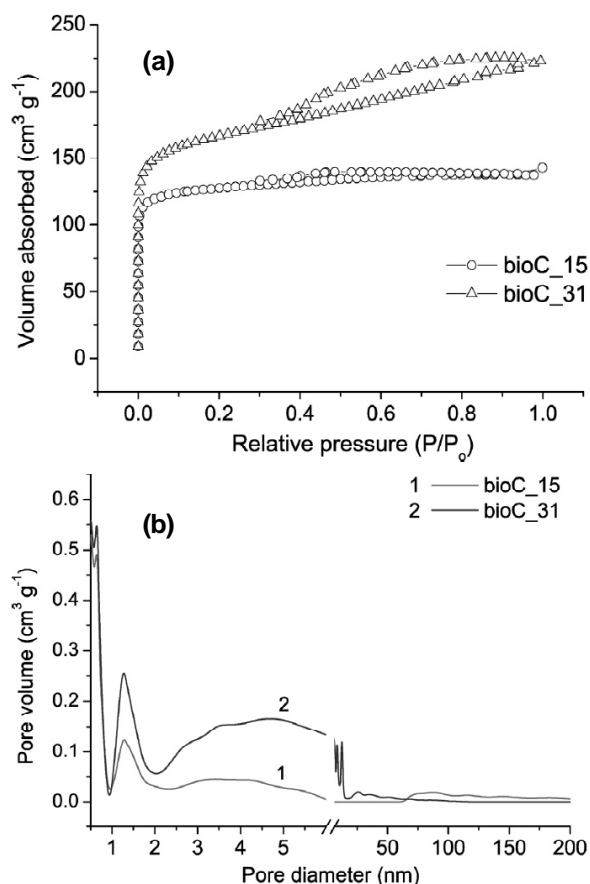 (a)
250
200
150
100
50
0
Volume absorbed (cm³ g⁻¹)
bioC_15
bioC_31
0.0 0.2 0.4 0.6 0.8 1.0
Relative pressure (P/P₀)
(b)
0.6
0.5
0.4
0.3
0.2
0.1
0.0
Pore volume (cm³ g⁻¹)
1 bioC_15
2 bioC_31
2
1
1 2 3 4 5 50 100 150 200
Pore diameter (nm)